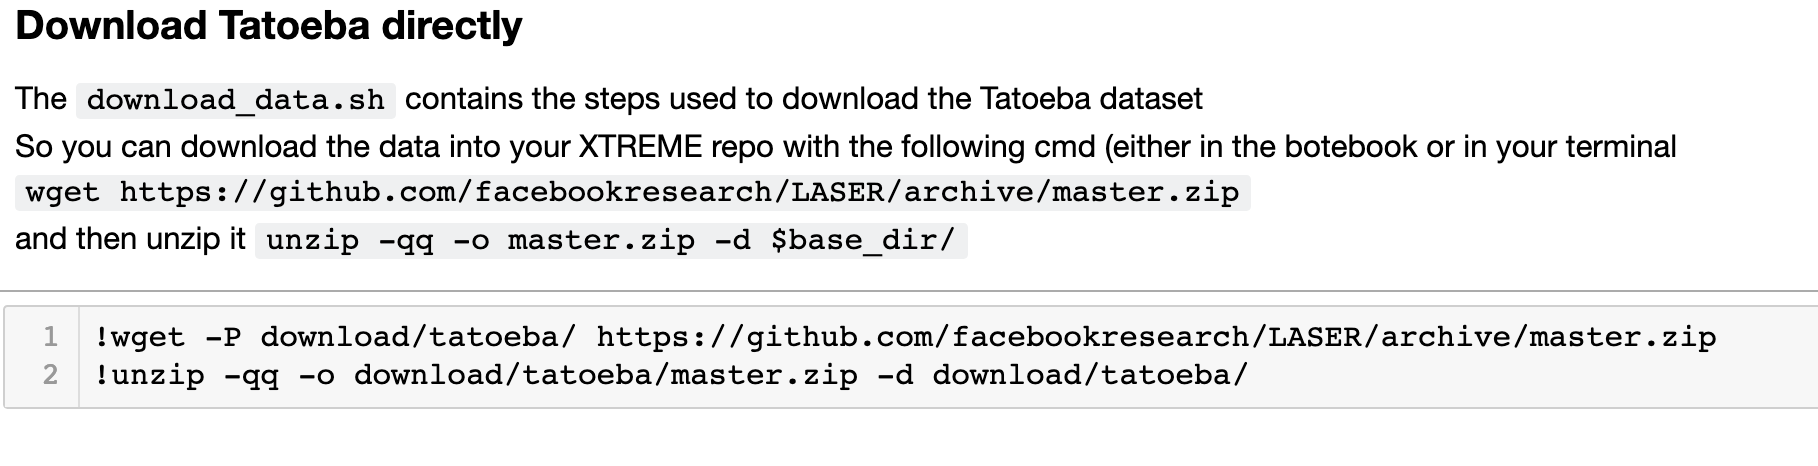 Download Tatoeba directly
The download_data.sh contains the steps used to download the Tatoeba dataset
So you can download the data into your XTREME repo with the following cmd (either in the botebook or in your terminal
wget https://github.com/facebookresearch/LASER/archive/master.zip
and then unzip it unzip -qq -o master.zip -d $base_dir/
1 !wget -P download/tatoeba/ https://github.com/facebookresearch/LASER/archive/master.zip
2 !unzip -qq -o download/tatoeba/master.zip -d download/tatoeba/